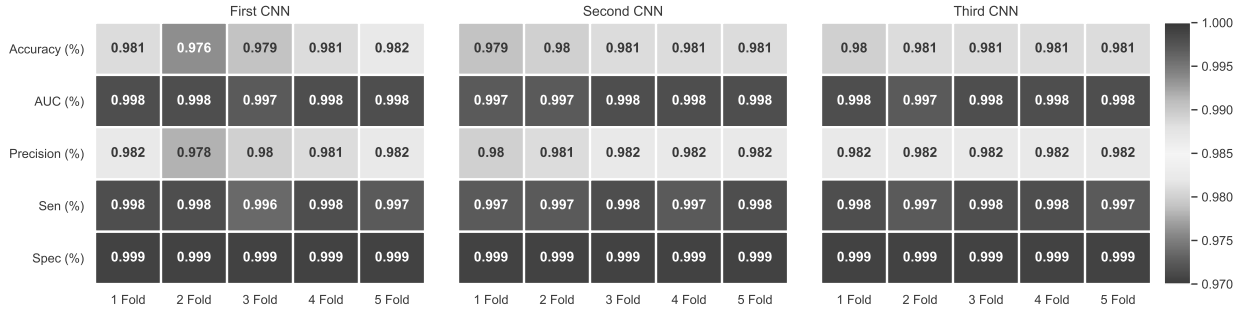 First CNN Second CNN Third CNN
1.000
Accuracy (%) 0.981 0.976 0.979 0.981 0.982 0.979 0.98 0.981 0.981 0.981 0.98 0.981 0.981 0.981 0.981
0.995
AUC (%) 0.998 0.998 0.997 0.998 0.998 0.997 0.997 0.998 0.998 0.998 0.998 0.997 0.998 0.998 0.998
0.990
Precision (%) 0.982 0.978 0.98 0.981 0.982 0.98 0.981 0.982 0.982 0.982 0.982 0.982 0.982 0.982 0.982
0.985
0.980
Sen (%) 0.998 0.998 0.996 0.998 0.997 0.997 0.997 0.998 0.997 0.998 0.998 0.997 0.998 0.998 0.997
0.975
Spec (%) 0.999 0.999 0.999 0.999 0.999 0.999 0.999 0.999 0.999 0.999 0.999 0.999 0.999 0.999 0.999
0.970
1 Fold 2 Fold 3 Fold 4 Fold 5 Fold 1 Fold 2 Fold 3 Fold 4 Fold 5 Fold 1 Fold 2 Fold 3 Fold 4 Fold 5 Fold